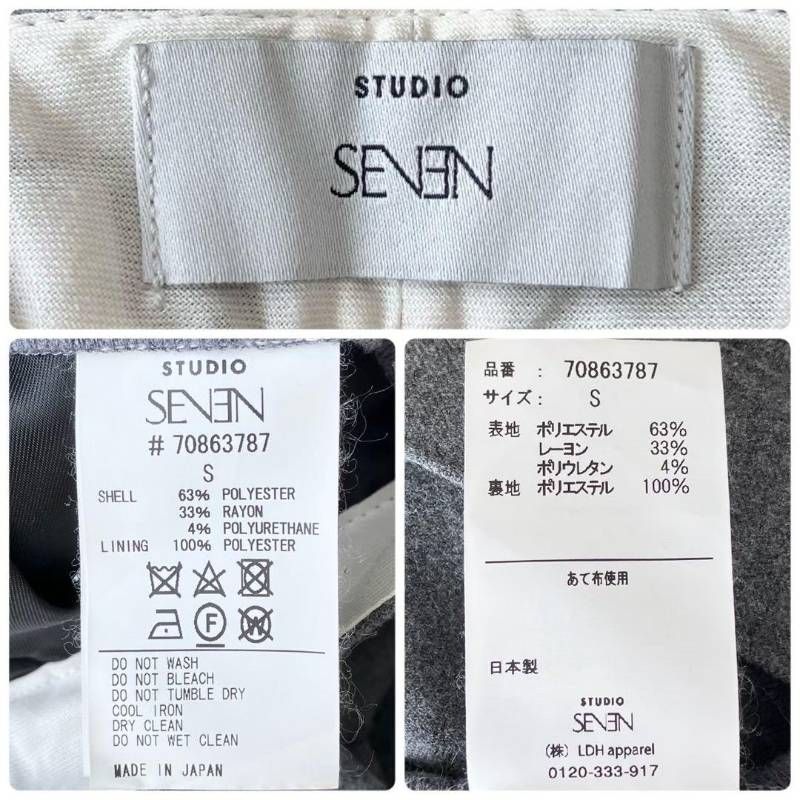 STUDIO
SEVEN
STUDIO
SEVEN
# 70863787
S
SHELL 63% POLYESTER
33% RAYON
4% POLYURETHANE
LINING 100% POLYESTER
F
W
DO NOT WASH
DO NOT BLEACH
DO NOT TUMBLE DRY
COOL IRON
DRY CLEAN
DO NOT WET CLEAN
MADE IN JAPAN
品番 : 70863787
サイズ : S
表地 ポリエステル 63%
レーヨン 33%
ポリウレタン 4%
裏地 ポリエステル 100%
あて布使用
日本製
STUDIO
SEVEN
(株) LDH apparel
0120-333-917